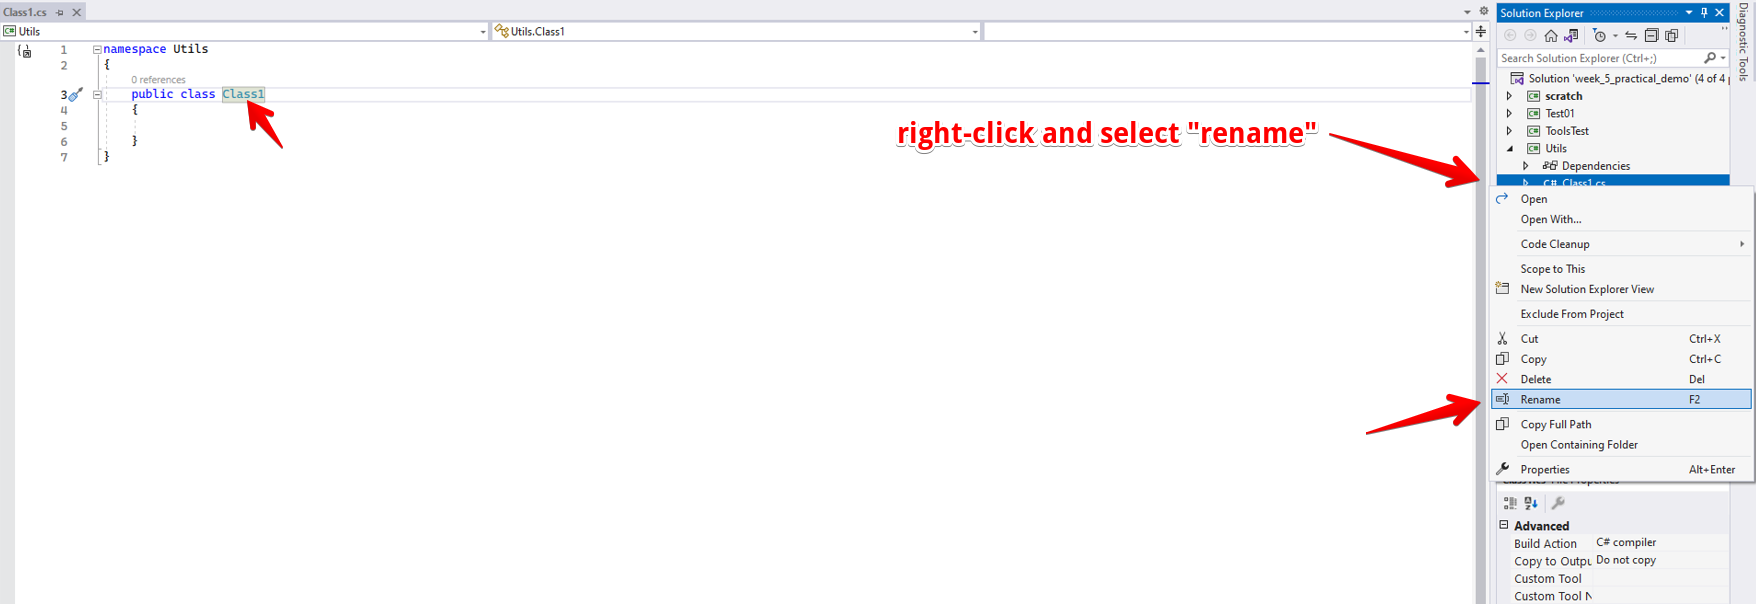 Class1.cs
Utils
Utils.Class1
1 namespace Utils
2 {
0 references
3 public class Class1
4 {
5
6 }
7 }
right-click and select "rename"
Solution Explorer
Search Solution Explorer (Ctrl+;)
Solution 'week_5_practical_demo' (4 of 4
C# scratch
C# Test01
C# ToolsTest
C# Utils
Dependencies
C# Class1.cs
Open
Open With...
Code Cleanup
Scope to This
New Solution Explorer View
Exclude From Project
Cut Ctrl+X
Copy Ctrl+C
Delete Del
Rename F2
Copy Full Path
Open Containing Folder
Properties Alt+Enter
Advanced
Build Action C# compiler
Copy to Outpu Do not copy
Custom Tool
Custom Tool N
Diagnostic Tools